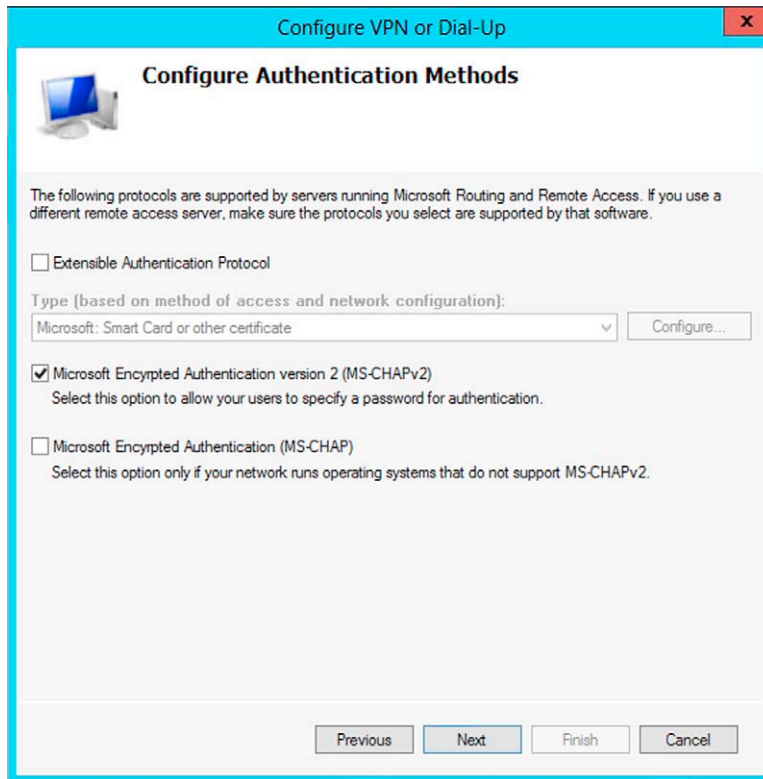 Configure VPN or Dial-Up
x
Configure Authentication Methods
The following protocols are supported by servers running Microsoft Routing and Remote Access. If you use a
different remote access server, make sure the protocols you select are supported by that software.
Extensible Authentication Protocol
Type (based on method of access and network configuration):
Microsoft: Smart Card or other certificate
Configure...
Microsoft Encyrpted Authentication version 2 (MS-CHAPv2)
Select this option to allow your users to specify a password for authentication.
Microsoft Encyrpted Authentication (MS-CHAP)
Select this option only if your network runs operating systems that do not support MS-CHAPv2.
Previous Next Finish Cancel